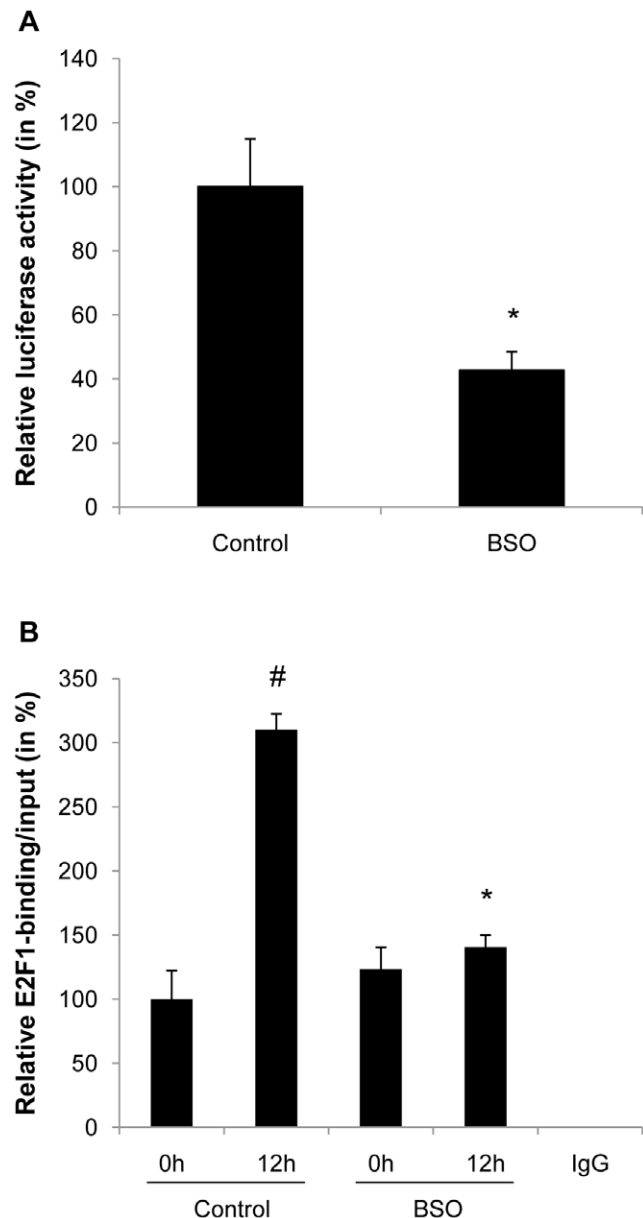 A
Relative luciferase activity (in %)
140
120
100
80
60
40
20
0
*
Control BSO
B
Relative E2F1-binding/input (in %)
350
300
250
200
150
100
50
0
#
*
0h 12h 0h 12h IgG
Control BSO